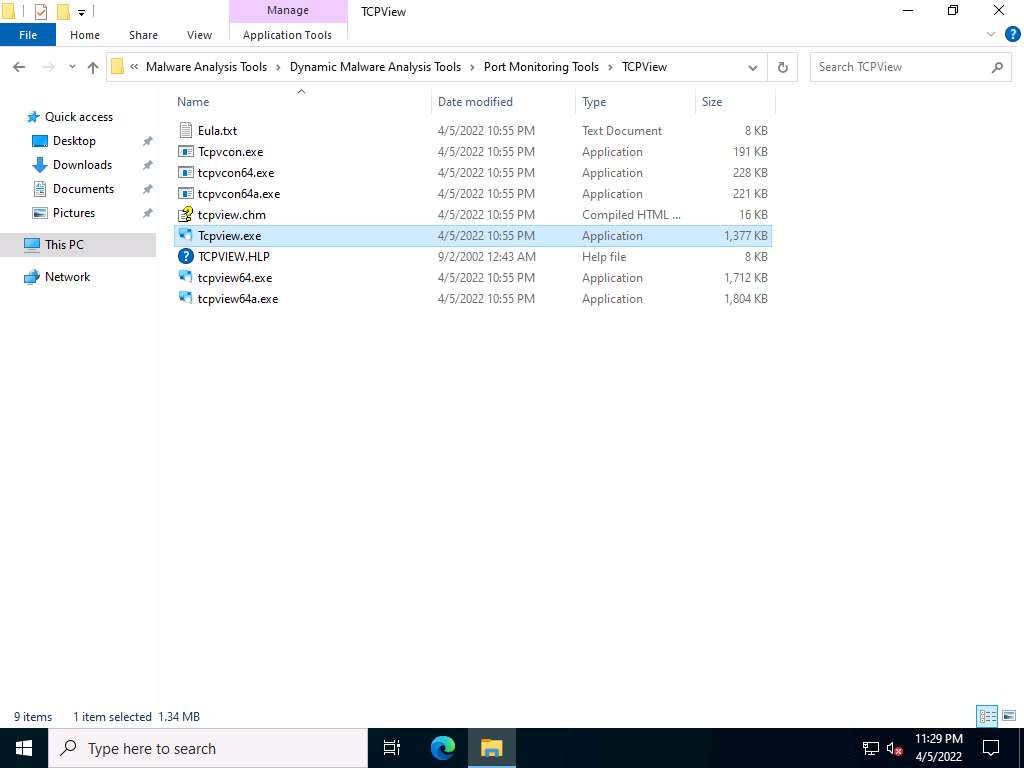 Manage
TCPView
File
Home
Share
View
Application Tools
« Malware Analysis Tools › Dynamic Malware Analysis Tools › Port Monitoring Tools › TCPView
Search TCPView
Name
Date modified
Type
Size
Quick access
Desktop
Downloads
Documents
Pictures
This PC
Network
Eula.txt 4/5/2022 10:55 PM Text Document 8 KB
Tcpvcon.exe 4/5/2022 10:55 PM Application 191 KB
tcpvcon64.exe 4/5/2022 10:55 PM Application 228 KB
tcpvcon64a.exe 4/5/2022 10:55 PM Application 221 KB
tcpview.chm 4/5/2022 10:55 PM Compiled HTML ... 16 KB
Tcpview.exe 4/5/2022 10:55 PM Application 1,377 KB
TCPVIEW.HLP 9/2/2002 12:43 AM Help file 8 KB
tcpview64.exe 4/5/2022 10:55 PM Application 1,712 KB
tcpview64a.exe 4/5/2022 10:55 PM Application 1,804 KB
9 items 1 item selected 1.34 MB
Type here to search
11:29 PM
4/5/2022